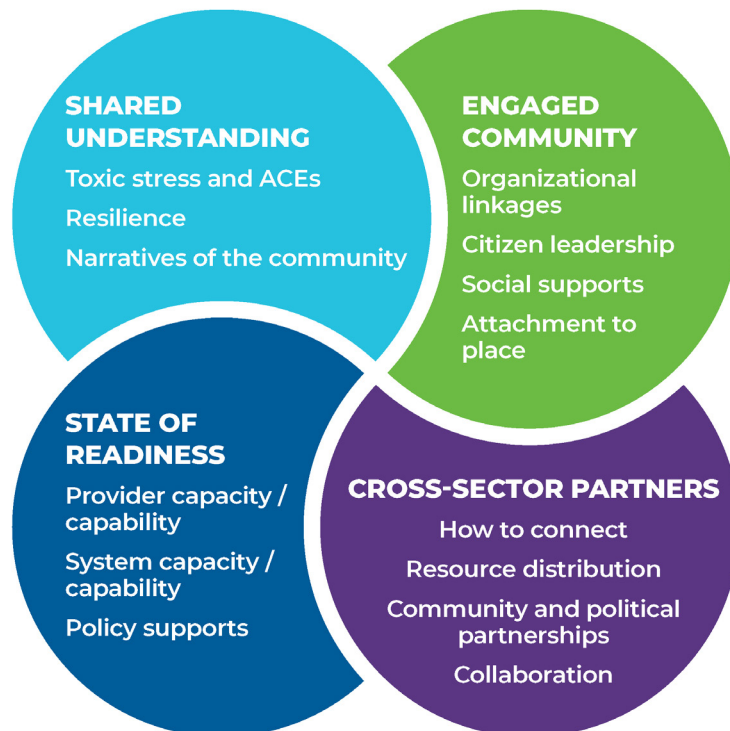 SHARED
UNDERSTANDING
Toxic stress and ACEs
Resilience
Narratives of the community
ENGAGED
COMMUNITY
Organizational
linkages
Citizen leadership
Social supports
Attachment to
place
STATE OF
READINESS
Provider capacity /
capability
System capacity /
capability
Policy supports
CROSS-SECTOR PARTNERS
How to connect
Resource distribution
Community and political
partnerships
Collaboration